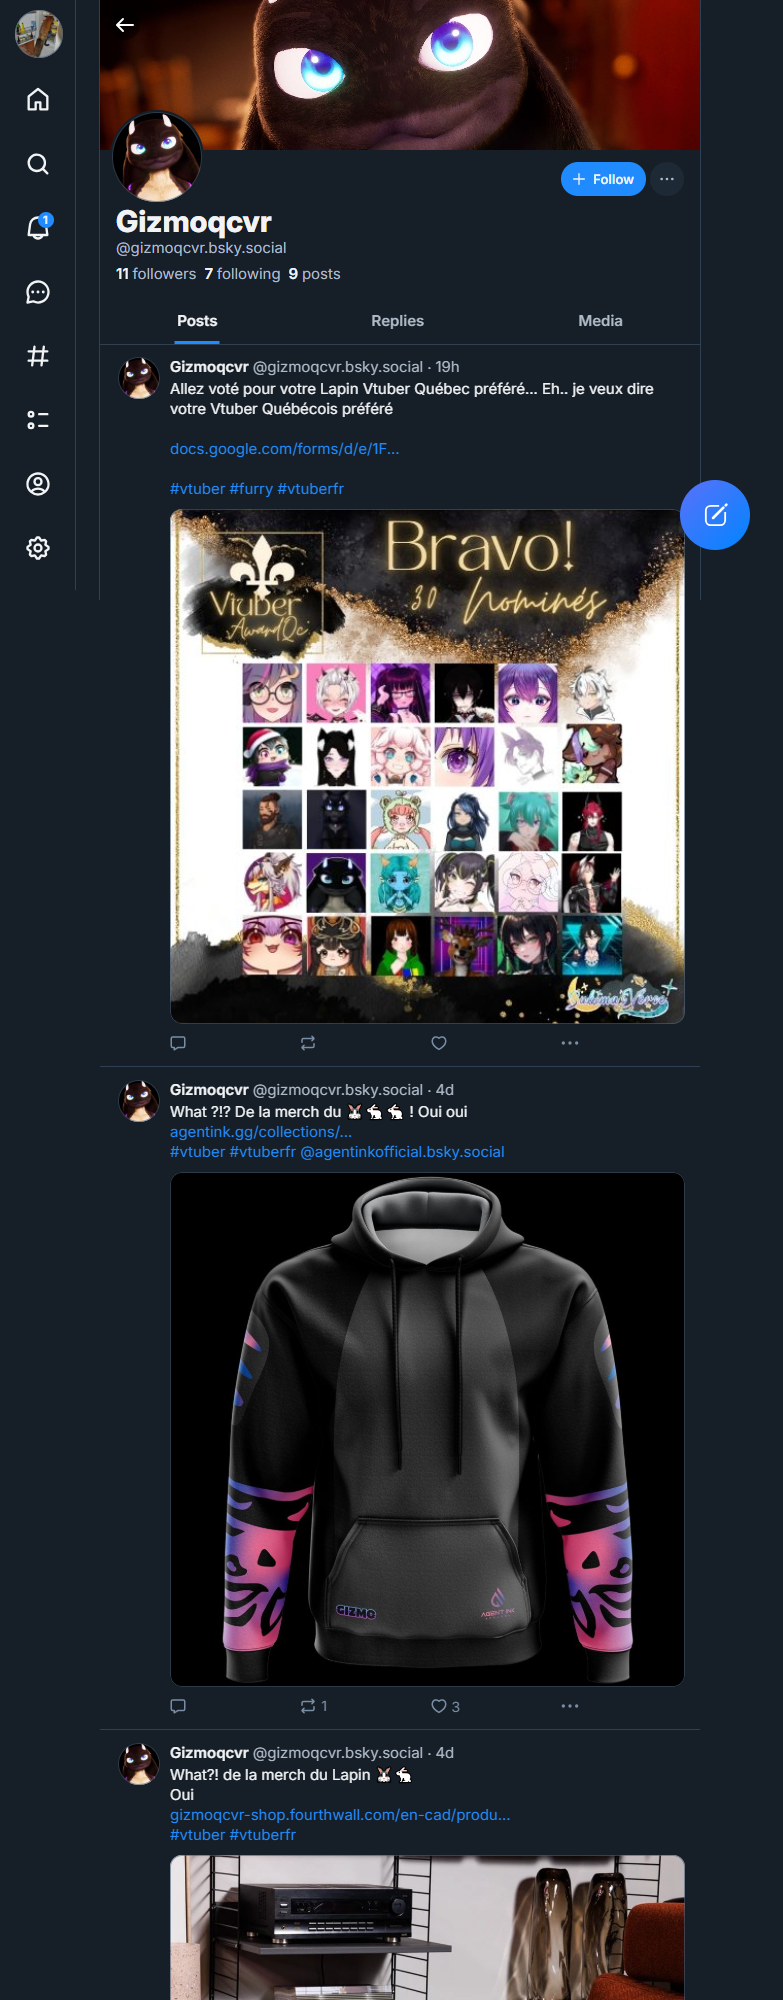 1
Follow
Gizmoqcvr
@gizmoqcvr.bsky.social
11 followers 7 following 9 posts
Posts Replies Media
Gizmoqcvr @gizmoqcvr.bsky.social · 19h
Allez voté pour votre Lapin Vtuber Québec préféré... Eh.. je veux dire
votre Vtuber Québécois préféré
docs.google.com/forms/d/e/1F...
#vtuber #furry #vtuberfr
Bravo!
30 Nominés
Vtuber
AwardQc
Gizmoqcvr @gizmoqcvr.bsky.social · 4d
What ?!? De la merch du 🐰 🐇 🐇 ! Oui oui
agentink.gg/collections/...
#vtuber #vtuberfr @agentinkofficial.bsky.social
GIZMO
AGENT INK
1
3
Gizmoqcvr @gizmoqcvr.bsky.social · 4d
What?! de la merch du Lapin 🐰 🐇
Oui
gizmoqcvr-shop.fourthwall.com/en-cad/produ...
#vtuber #vtuberfr